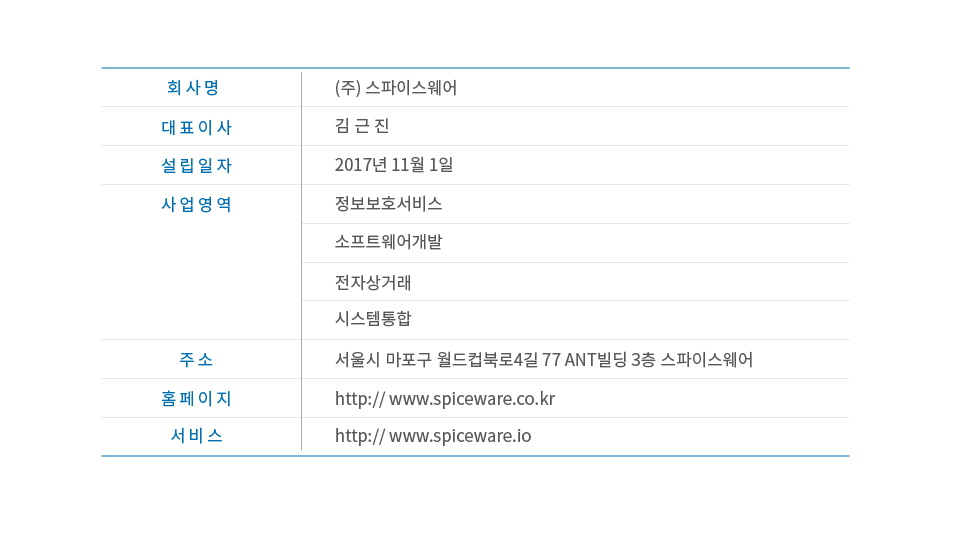 회사명 (주) 스파이스웨어
대표이사 김 근 진
설립일자 2017년 11월 1일
사업영역 정보보호서비스
소프트웨어개발
전자상거래
시스템통합
주소 서울시 마포구 월드컵북로4길 77 ANT빌딩 3층 스파이스웨어
홈페이지 http:// www.spiceware.co.kr
서비스 http:// www.spiceware.io